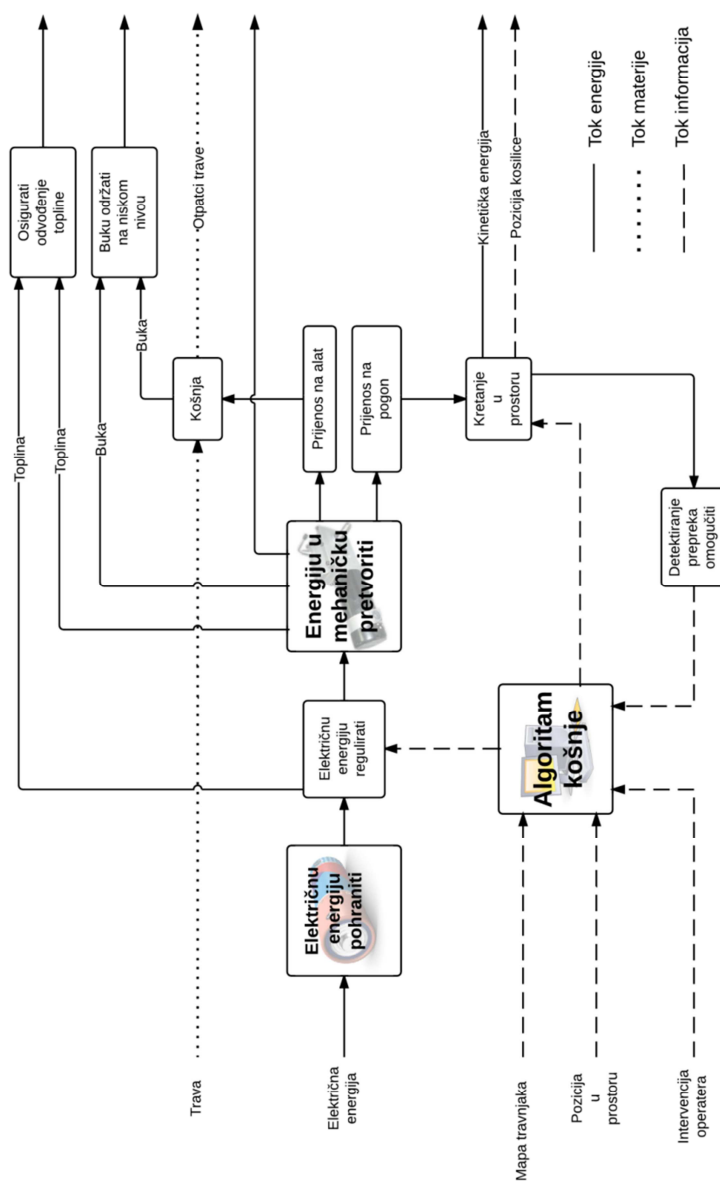 Toplina
Osigurati
odvođenje
topline
Toplina
Buka
Buku održati
na niskom
nivou
Buka
Trava
Košnja
Otpatci trave
Električna
energija
Električnu
energiju
pohraniti
Električnu
energiju
regulirati
Energiju u
mehaničku
pretvoriti
Prijenos na alat
Prijenos na
pogon
Kretanje
u
prostoru
Kinetička energija
Pozicija kosilice
Mapa travnjaka
Pozicija
u
prostoru
Algoritam
košnje
Intervencija
operatera
Detektiranje
prepreka
omogučiti
Tok energije
Tok materije
Tok informacija